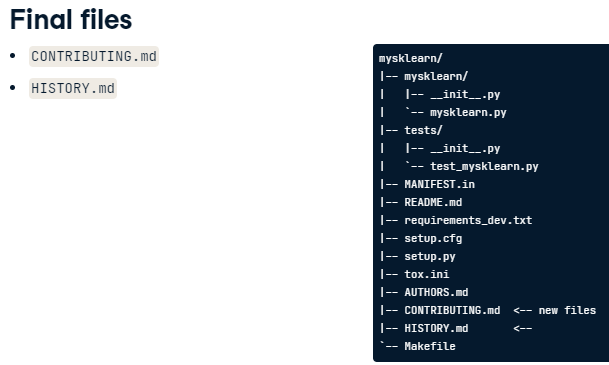 Final files
• CONTRIBUTING.md
• HISTORY.md
mysklearn/
|-- mysklearn/
|   |-- __init__.py
|   `-- mysklearn.py
|-- tests/
|   |-- __init__.py
|   `-- test_mysklearn.py
|-- MANIFEST.in
|-- README.md
|-- requirements_dev.txt
|-- setup.cfg
|-- setup.py
|-- tox.ini
|-- AUTHORS.md
|-- CONTRIBUTING.md  <-- new files
|-- HISTORY.md       <--
`-- Makefile